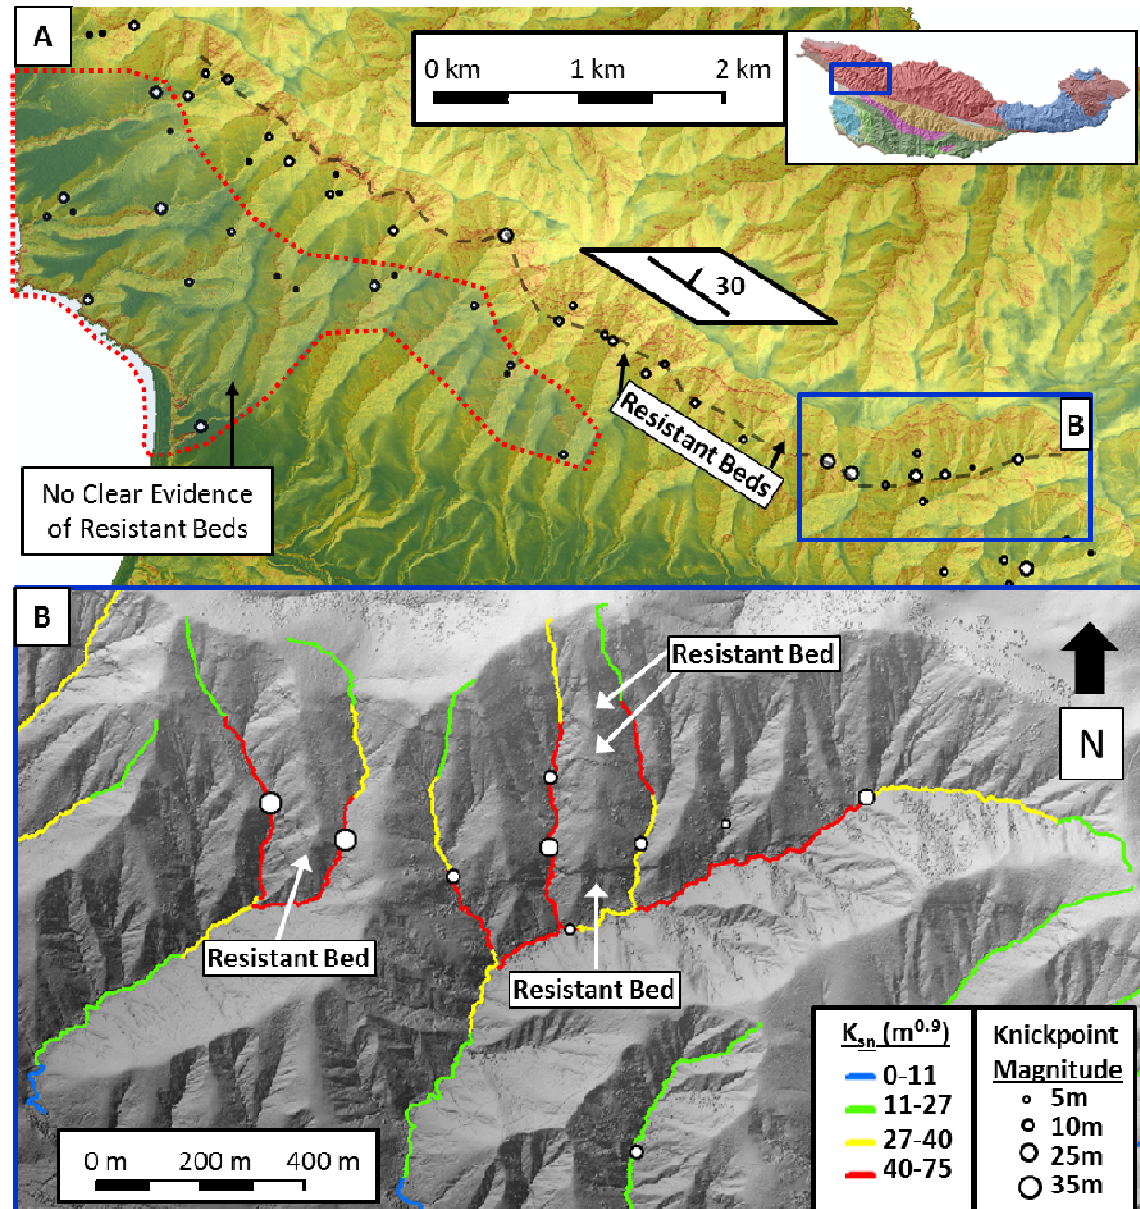 A
0 km 1 km 2 km
30
Resistant Beds
B
No Clear Evidence
of Resistant Beds
B
Resistant Bed
N
Resistant Bed
Resistant Bed
Ksn (m0.9)
0-11
11-27
27-40
40-75
Knickpoint
Magnitude
5m
10m
25m
35m
0 m 200 m 400 m